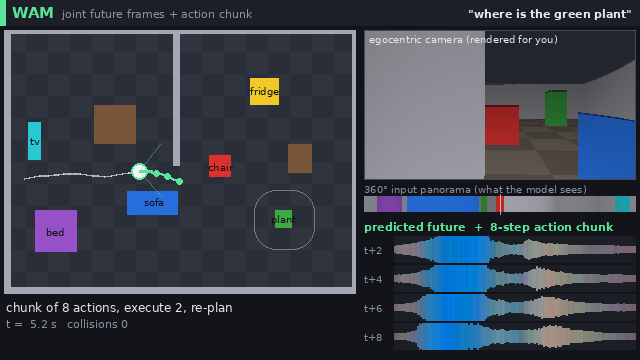 WAM joint future frames + action chunk "where is the green plant"
egocentric camera (rendered for you)
fridge
tv
chair
sofa
plant
bed
360° input panorama (what the model sees)
predicted future + 8-step action chunk
t+2
t+4
t+6
t+8
chunk of 8 actions, execute 2, re-plan
t = 5.2 s collisions 0